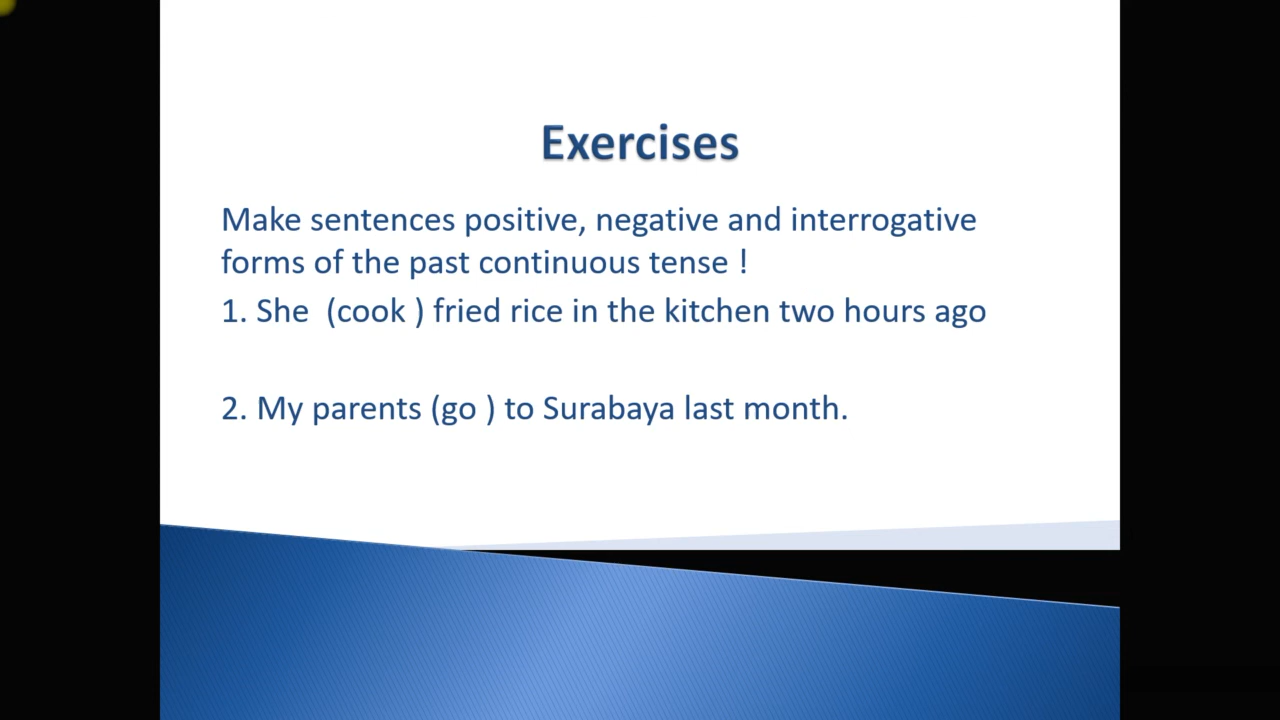 Exercises
Make sentences positive, negative and interrogative
forms of the past continuous tense !
1. She  (cook ) fried rice in the kitchen two hours ago
2. My parents (go ) to Surabaya last month.